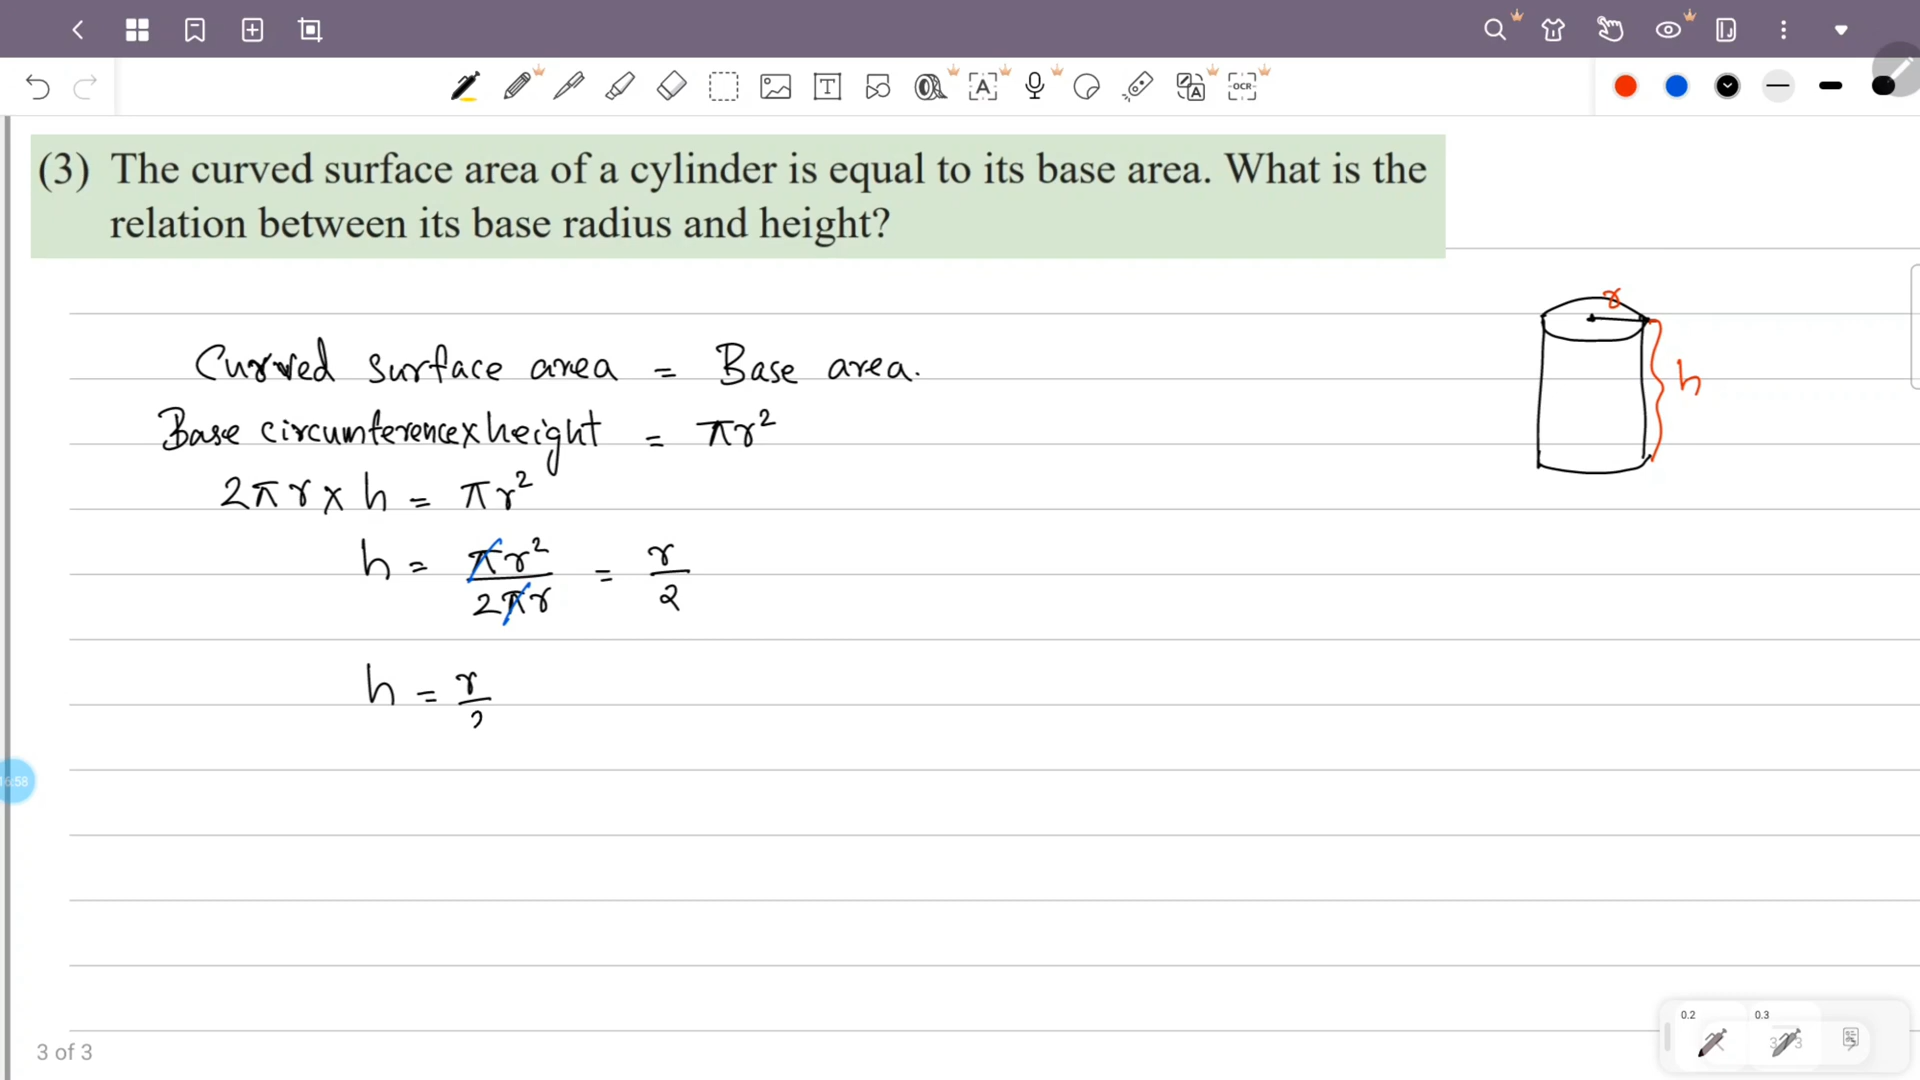 (3) The curved surface area of a cylinder is equal to its base area. What is the
relation between its base radius and height?
r
Curved surface area = Base area.
h
Base circumference×height = πr²
2πr × h = πr²
h = πr²/2πr = r/2
h = r/2
16:58
0.2 0.3
3 of 3